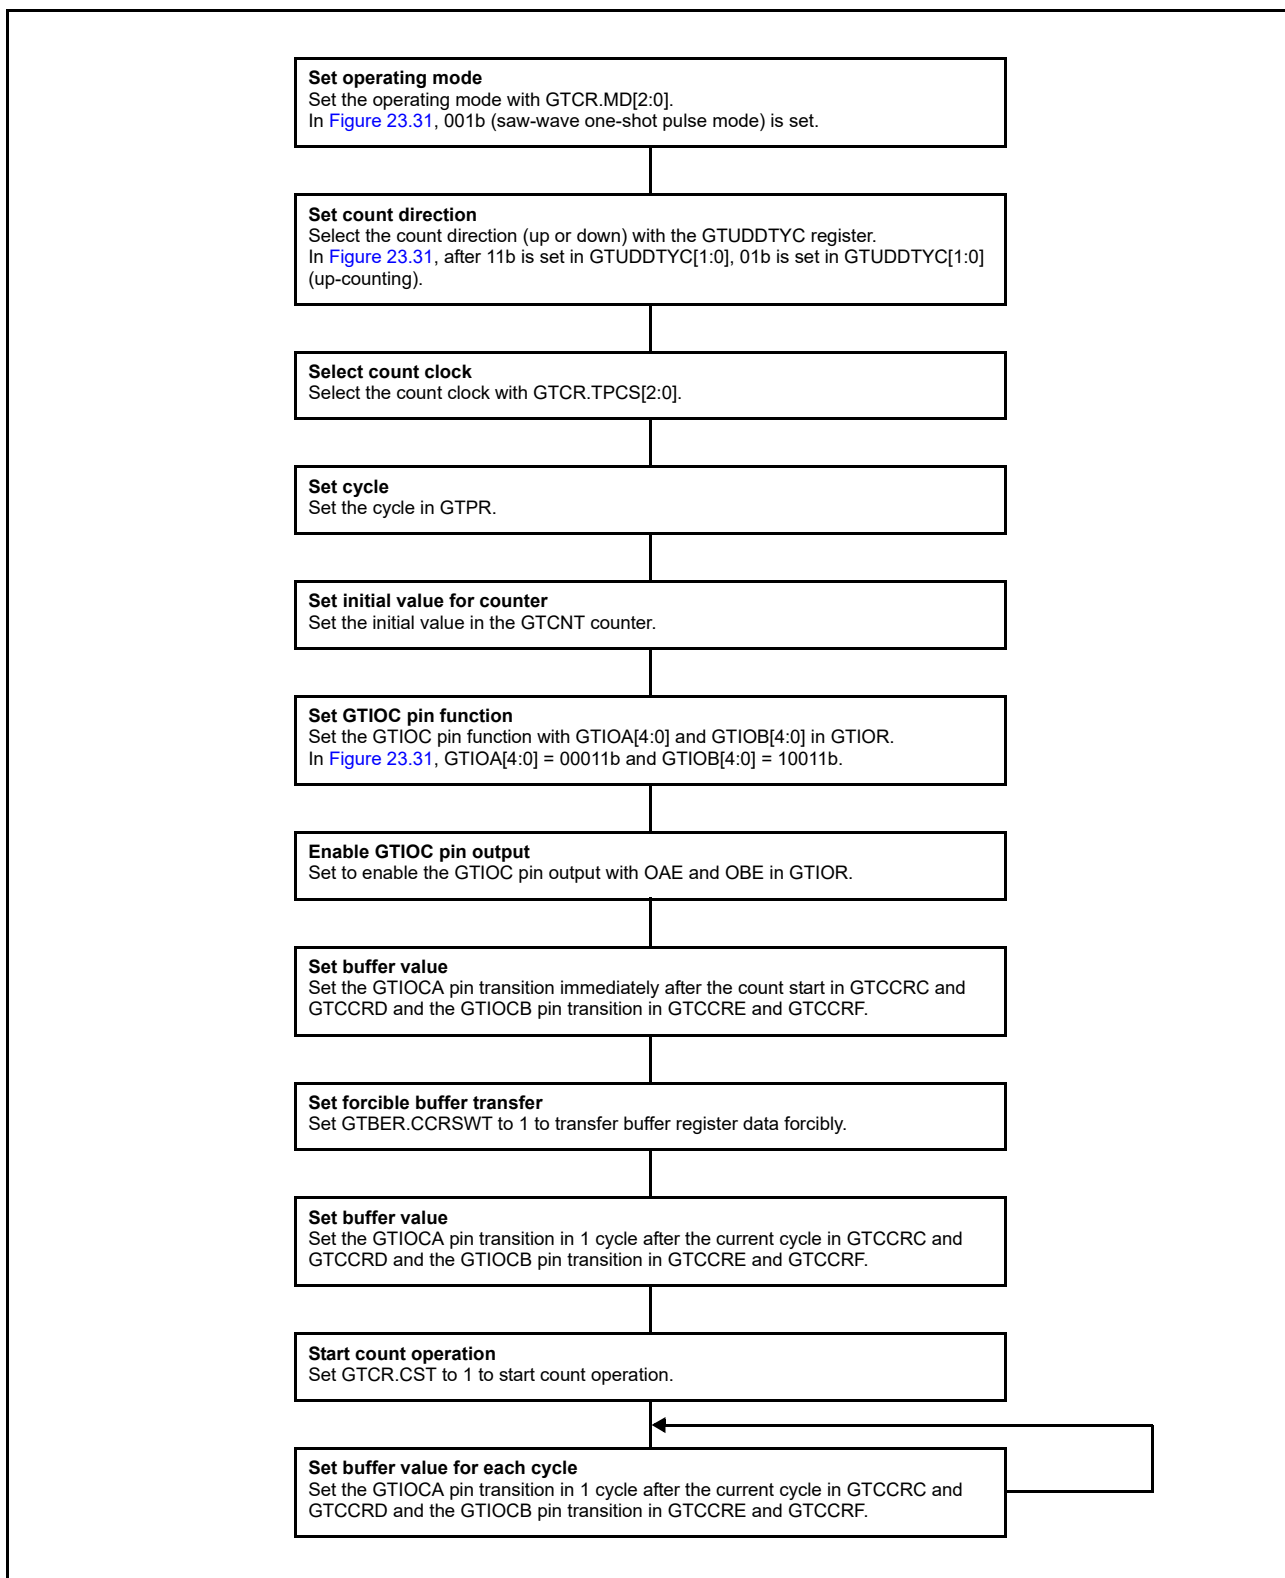 Set operating mode
Set the operating mode with GTCR.MD[2:0].
In Figure 23.31, 001b (saw-wave one-shot pulse mode) is set.
Set count direction
Select the count direction (up or down) with the GTUDDTYC register.
In Figure 23.31, after 11b is set in GTUDDTYC[1:0], 01b is set in GTUDDTYC[1:0]
(up-counting).
Select count clock
Select the count clock with GTCR.TPCS[2:0].
Set cycle
Set the cycle in GTPR.
Set initial value for counter
Set the initial value in the GTCNT counter.
Set GTIOC pin function
Set the GTIOC pin function with GTIOA[4:0] and GTIOB[4:0] in GTIOR.
In Figure 23.31, GTIOA[4:0] = 00011b and GTIOB[4:0] = 10011b.
Enable GTIOC pin output
Set to enable the GTIOC pin output with OAE and OBE in GTIOR.
Set buffer value
Set the GTIOCA pin transition immediately after the count start in GTCCRC and
GTCCRD and the GTIOCB pin transition in GTCCRE and GTCCRF.
Set forcible buffer transfer
Set GTBER.CCRSWT to 1 to transfer buffer register data forcibly.
Set buffer value
Set the GTIOCA pin transition in 1 cycle after the current cycle in GTCCRC and
GTCCRD and the GTIOCB pin transition in GTCCRE and GTCCRF.
Start count operation
Set GTCR.CST to 1 to start count operation.
Set buffer value for each cycle
Set the GTIOCA pin transition in 1 cycle after the current cycle in GTCCRC and
GTCCRD and the GTIOCB pin transition in GTCCRE and GTCCRF.